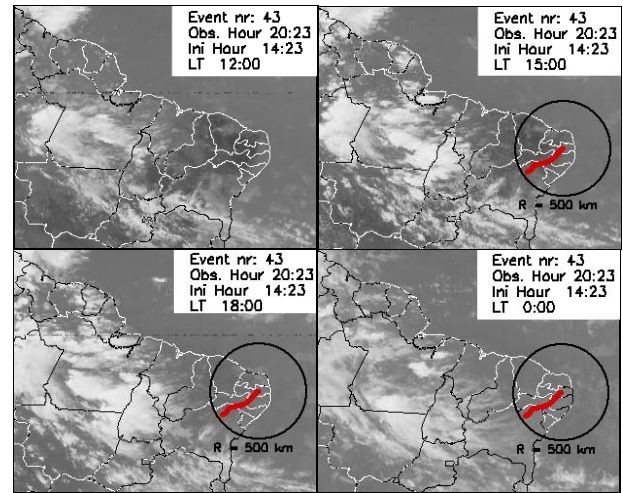 Event nr: 43
Obs. Hour 20:23
Ini Hour 14:23
LT 12:00
Event nr: 43
Obs. Hour 20:23
Ini Hour 14:23
LT 15:00
R = 500 km
Event nr: 43
Obs. Hour 20:23
Ini Hour 14:23
LT 18:00
R = 500 km
Event nr: 43
Obs. Hour 20:23
Ini Hour 14:23
LT 0:00
R = 500 km